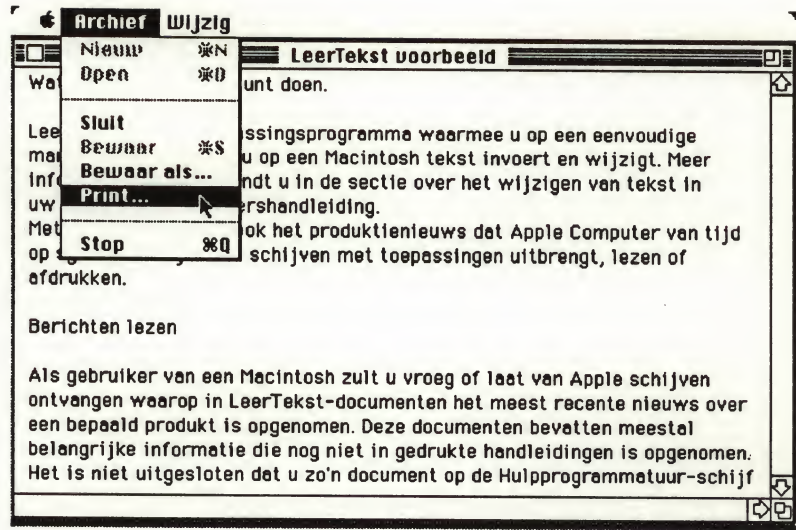 Archief Wijzig
LeerTekst voorbeeld
Nieuw ⌘N
Open ⌘O
Sluit
Bewaar ⌘S
Bewaar als...
Print...
Stop ⌘Q
Wat unt doen.
Lee assingsprogramma waarmee u op een eenvoudige
man u op een Macintosh tekst invoert en wijzigt. Meer
info ndt u in de sectie over het wijzigen van tekst in
uw ershandleiding.
Met ok het produktienieuws dat Apple Computer van tijd
op schijven met toepassingen uitbrengt, lezen of
afdrukken.
Berichten lezen
Als gebruiker van een Macintosh zult u vroeg of laat van Apple schijven
ontvangen waarop in LeerTekst-documenten het meest recente nieuws over
een bepaald produkt is opgenomen. Deze documenten bevatten meestal
belangrijke informatie die nog niet in gedrukte handleidingen is opgenomen.
Het is niet uitgesloten dat u zo'n document op de Hulpprogrammatuur-schijf